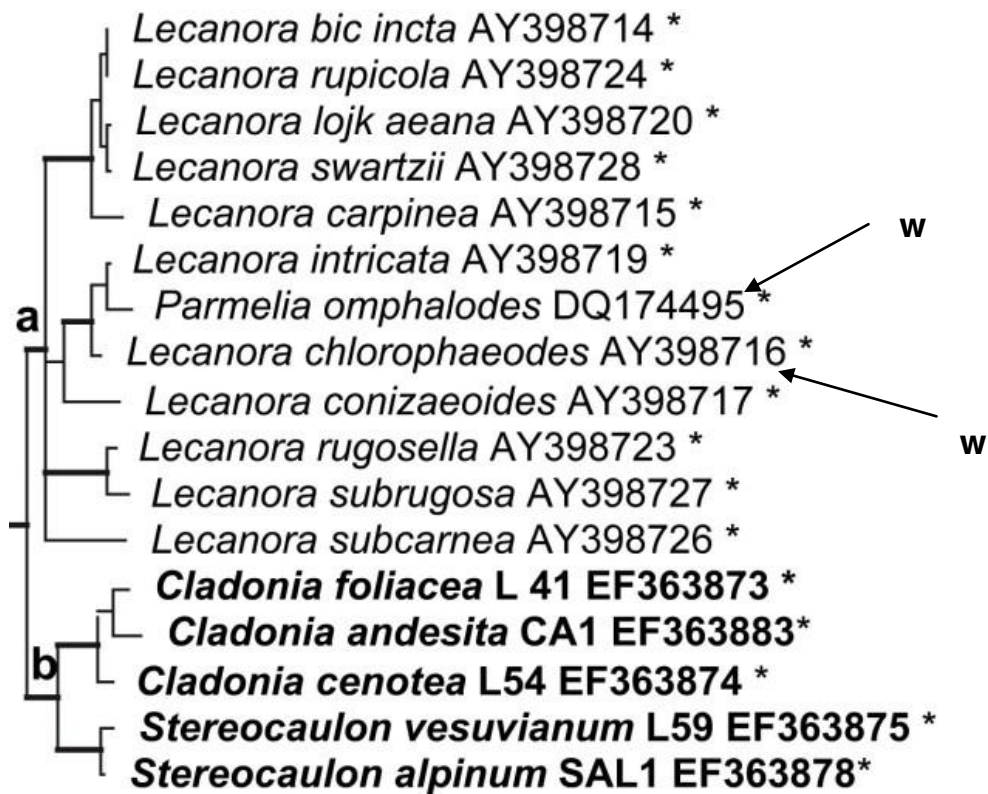 Lecanora bic incta AY398714 *
Lecanora rupicola AY398724 *
Lecanora lojk aeana AY398720 *
Lecanora swartzii AY398728 *
Lecanora carpinea AY398715 *
w
Lecanora intricata AY398719 *
Parmelia omphalodes DQ174495 *
a
Lecanora chlorophaeodes AY398716 *
Lecanora conizaeoides AY398717 *
w
Lecanora rugosella AY398723 *
Lecanora subrugosa AY398727 *
Lecanora subcarnea AY398726 *
Cladonia foliacea L 41 EF363873 *
Cladonia andesita CA1 EF363883*
b
Cladonia cenotea L54 EF363874 *
Stereocaulon vesuvianum L59 EF363875 *
Stereocaulon alpinum SAL1 EF363878*